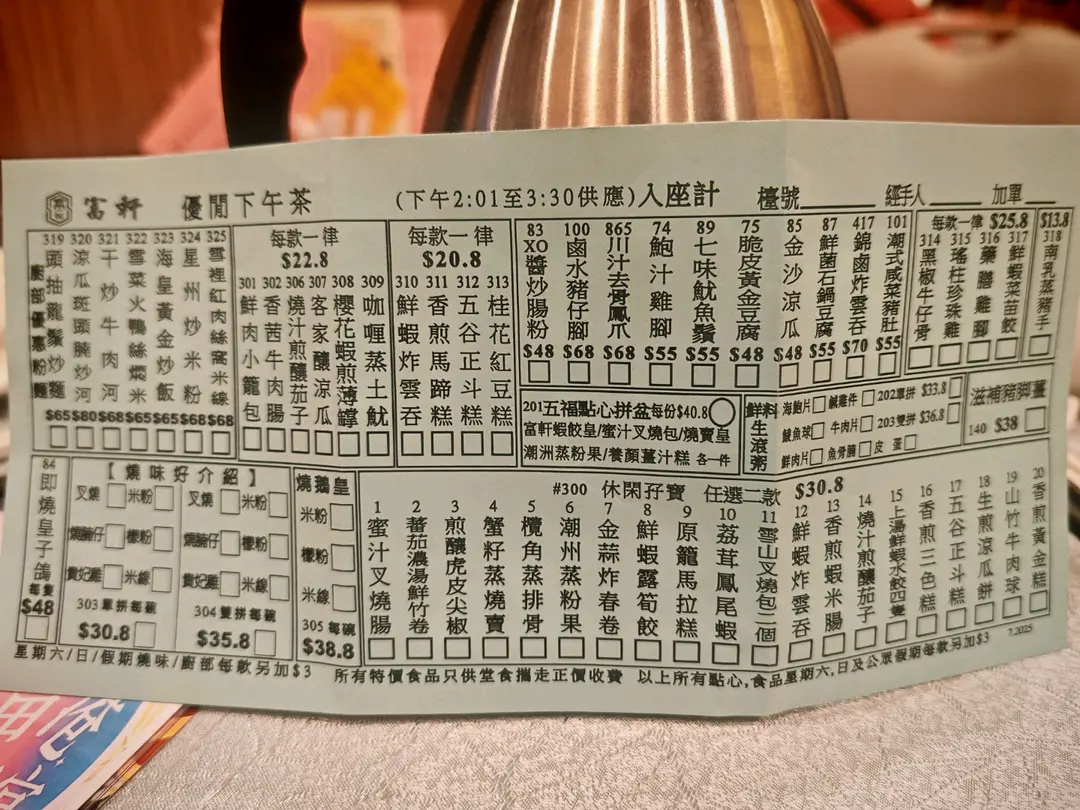 富軒 優閒下午茶 (下午2:01至3:30供應)入座計 檯號 經手人 加單
廚部優惠粉麵
319 頭抽龍鬚炒麵 $65
320 涼瓜斑頭腩炒河 $80
321 干炒牛肉河 $68
322 雪菜火鴨絲燜米 $65
323 海皇黃金炒飯 $65
324 星州炒米粉 $68
325 雪裡紅肉絲窩米線 $68
每款一律
$22.8
301 鮮肉小籠包
302 香茜牛肉腸
306 燒汁煎釀茄子
307 客家釀涼瓜
308 櫻花蝦煎薄罉
309 咖喱蒸土魷
每款一律
$20.8
310 鮮蝦炸雲吞
311 香煎馬蹄糕
312 五谷正斗糕
313 桂花紅豆糕
83 XO醬炒腸粉 $48
100 鹵水豬仔腳 $68
865 川汁去骨鳳爪 $68
74 鮑汁雞腳 $55
89 七味魷魚鬚 $55
75 脆皮黃金豆腐 $48
85 金沙涼瓜 $48
87 鮮菌石鍋豆腐 $55
417 錦鹵炸雲吞 $70
101 潮式咸菜豬肚 $55
每款一律 $25.8
314 黑椒牛仔骨
315 瑤柱珍珠雞
316 藥膳雞腳
317 鮮蝦菜苗餃
$13.8
318 南乳蒸豬手
201五福點心拼盆每份$40.8
富軒蝦餃皇/蜜汁叉燒包/燒賣皇
潮洲蒸粉果/養顏薑汁糕 各一件
鮮料生滾粥
海鮑片 鹹雞件 202單拼 $33.8
鯪魚球 牛肉片 203雙拼 $36.8
鮮肉片 魚骨腩 皮蛋
滋補豬脚薑
140 $38
84 即燒皇子鴿 每隻 $48
【燒味好介紹】
叉燒 米粉 叉燒 米粉
燒腩仔 檬粉 燒腩仔 檬粉
貴妃雞 米線 貴妃雞 米線
303單拼每碗 304雙拼每碗
$30.8 $35.8
燒鵝皇
米粉
檬粉
米線
305每碗
$38.8
#300 休閑孖寶 任選二款 $30.8
1 蜜汁叉燒腸
2 蕃茄濃湯鮮竹卷
3 煎釀虎皮尖椒
4 蟹籽蒸燒賣
5 欖角蒸排骨
6 潮州蒸粉果
7 金蒜炸春卷
8 鮮蝦露筍餃
9 原籠馬拉糕
10 荔茸鳳尾蝦
11 雪山叉燒包二個
12 鮮蝦炸雲吞
13 香煎蝦米腸
14 燒汁煎釀茄子
15 上湯鮮蝦水餃四隻
16 香煎三色糕
17 五谷正斗糕
18 生煎涼瓜餅
19 山竹牛肉球
20 香煎黃金糕
星期六/日/假期燒味/廚部每款另加$3 所有特價食品只供堂食攜走正價收費 以上所有點心,食品星期六,日及公眾假期每款另加$3 7.2025